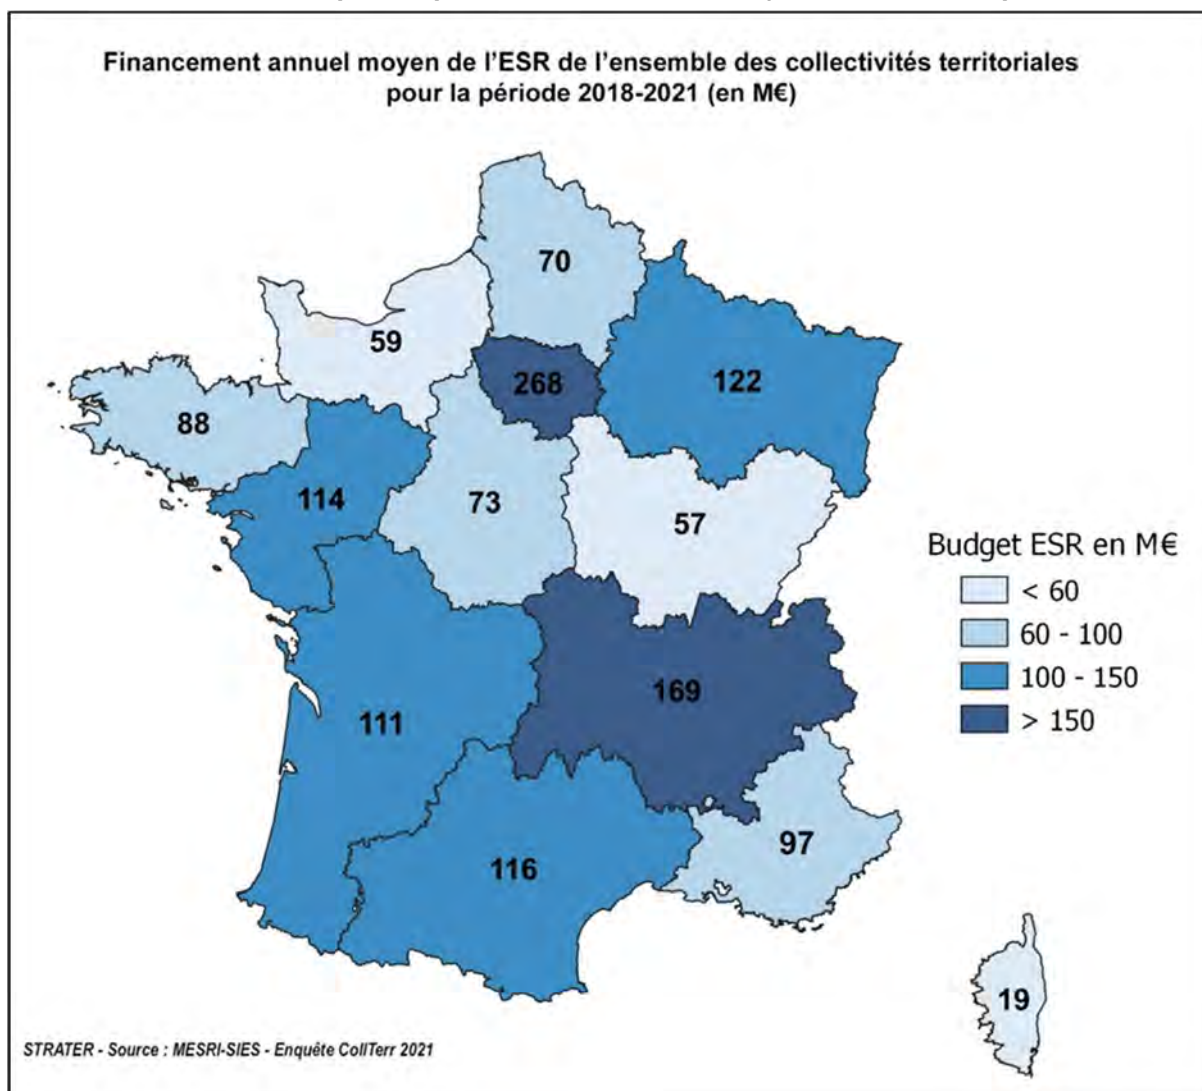 Financement annuel moyen de l'ESR de l'ensemble des collectivités territoriales
pour la période 2018-2021 (en M€)
70
59
268
122
88
114
73
57
Budget ESR en M€
< 60
60 - 100
100 - 150
> 150
169
111
97
116
19
STRATER - Source : MESRI-SIES - Enquête CollTerr 2021